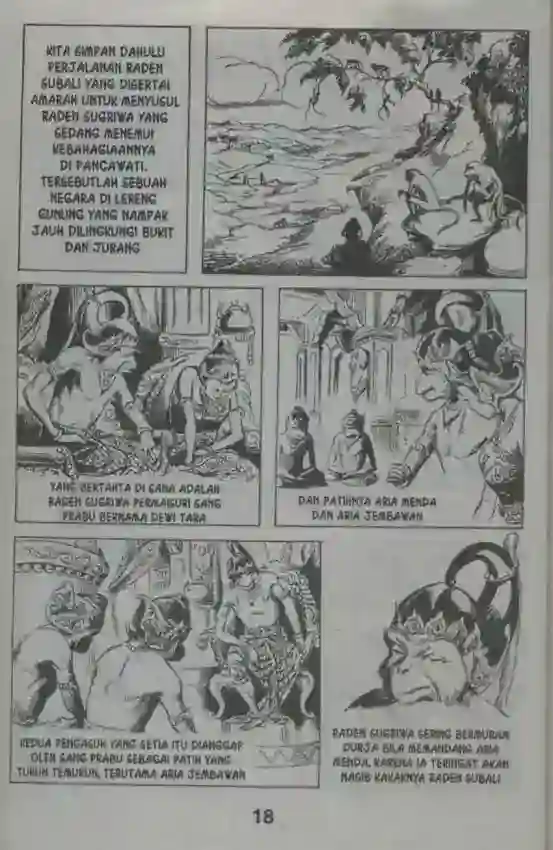 KITA SIMPAN DAHULU
PERJALANAN RADEN
SUBALI YANG DISERTAI
AMARAH UNTUK MENYUSUL
RADEN SUGRIWA YANG
SEDANG MENEMUI
KEBAHAGIAANNYA
DI PANCAWATI.
TERSEBUTLAH SEBUAH
NEGARA DI LERENG
GUNUNG YANG NAMPAK
JAUH DILINGKUNGI BUKIT
DAN JURANG
YANG BERTAHTA DI SANA ADALAH
RADEN SUGRIWA PERMAISURI SANG
PRABU BERNAMA DEWI TARA
DAN PATIHNYA ARIA MENDA
DAN ARIA JEMBAWAN
KEDUA PENGASUH YANG SETIA ITU DIANGGAP
OLEH SANG PRABU SEBAGAI PATIH YANG
TURUN TEMURUN, TERUTAMA ARIA JEMBAWAN
RADEN SUGRIWA SERING BERMURAM
DURJA BILA MEMANDANG ARIA
MENDA, KARENA IA TERINGAT AKAN
NASIB KAKAKNYA RADEN SUBALI
18